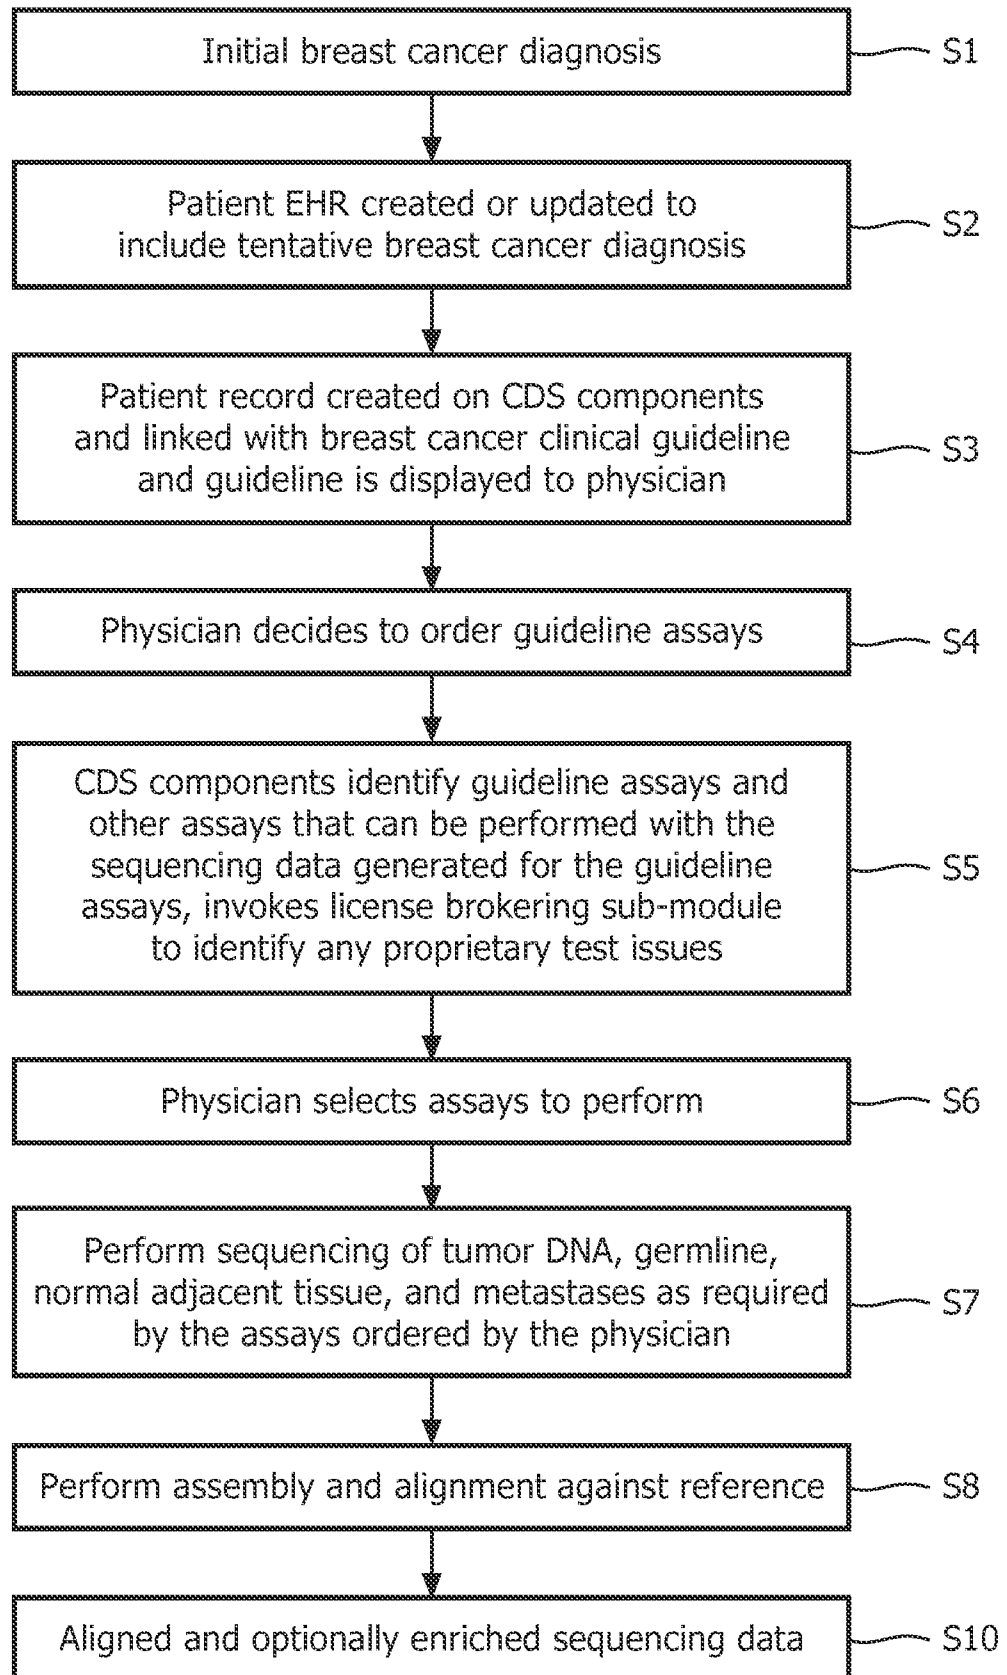 Initial breast cancer diagnosis
S1
Patient EHR created or updated to
include tentative breast cancer diagnosis
S2
Patient record created on CDS components
and linked with breast cancer clinical guideline
and guideline is displayed to physician
S3
Physician decides to order guideline assays
S4
CDS components identify guideline assays and
other assays that can be performed with the
sequencing data generated for the guideline
assays, invokes license brokering sub-module
to identify any proprietary test issues
S5
Physician selects assays to perform
S6
Perform sequencing of tumor DNA, germline,
normal adjacent tissue, and metastases as required
by the assays ordered by the physician
S7
Perform assembly and alignment against reference
S8
Aligned and optionally enriched sequencing data
S10